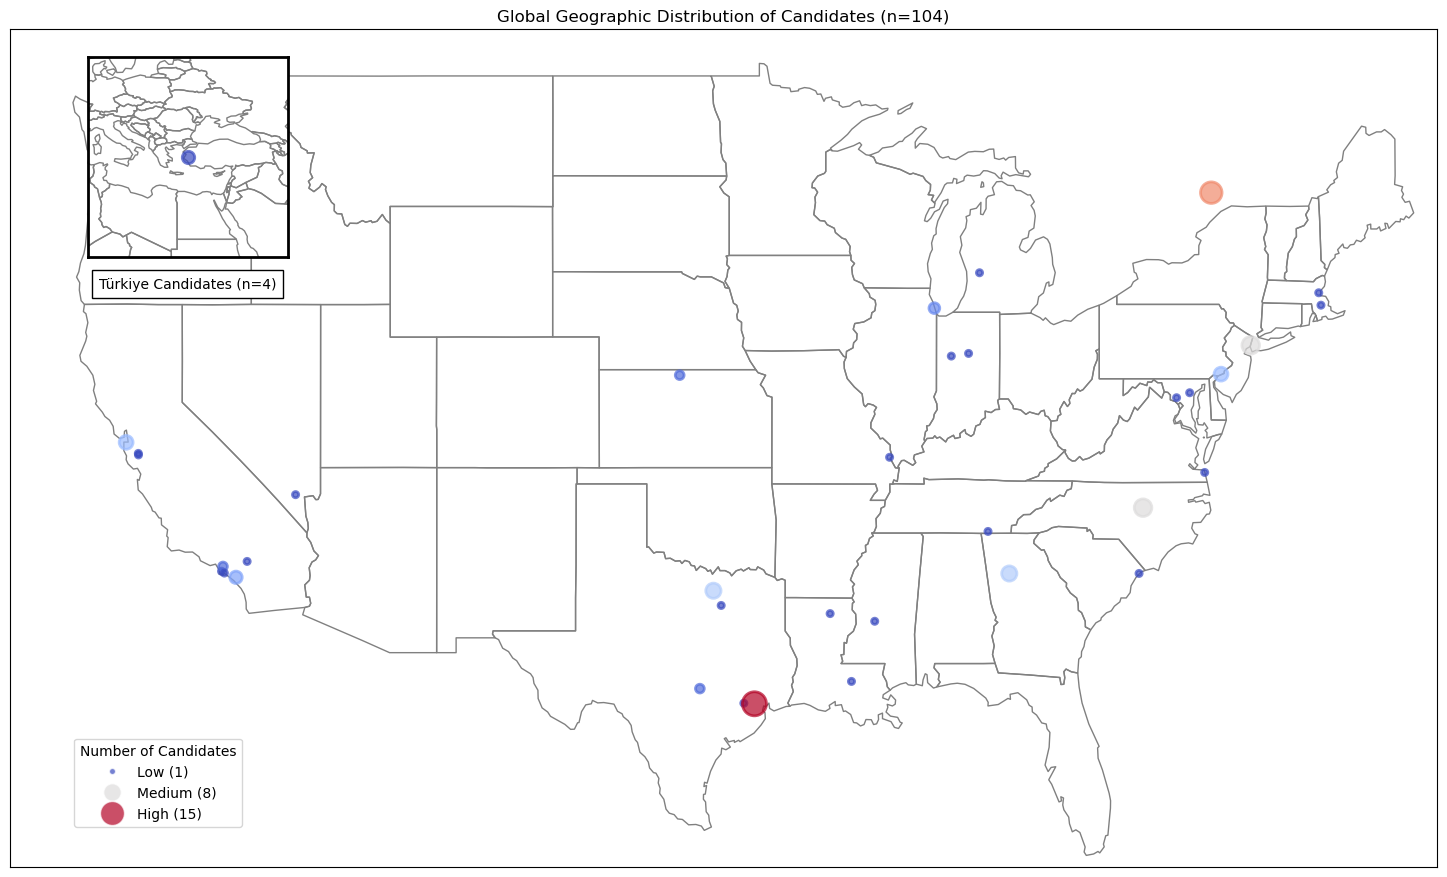 Global Geographic Distribution of Candidates (n=104)
Türkiye Candidates (n=4)
Number of Candidates
Low (1)
Medium (8)
High (15)